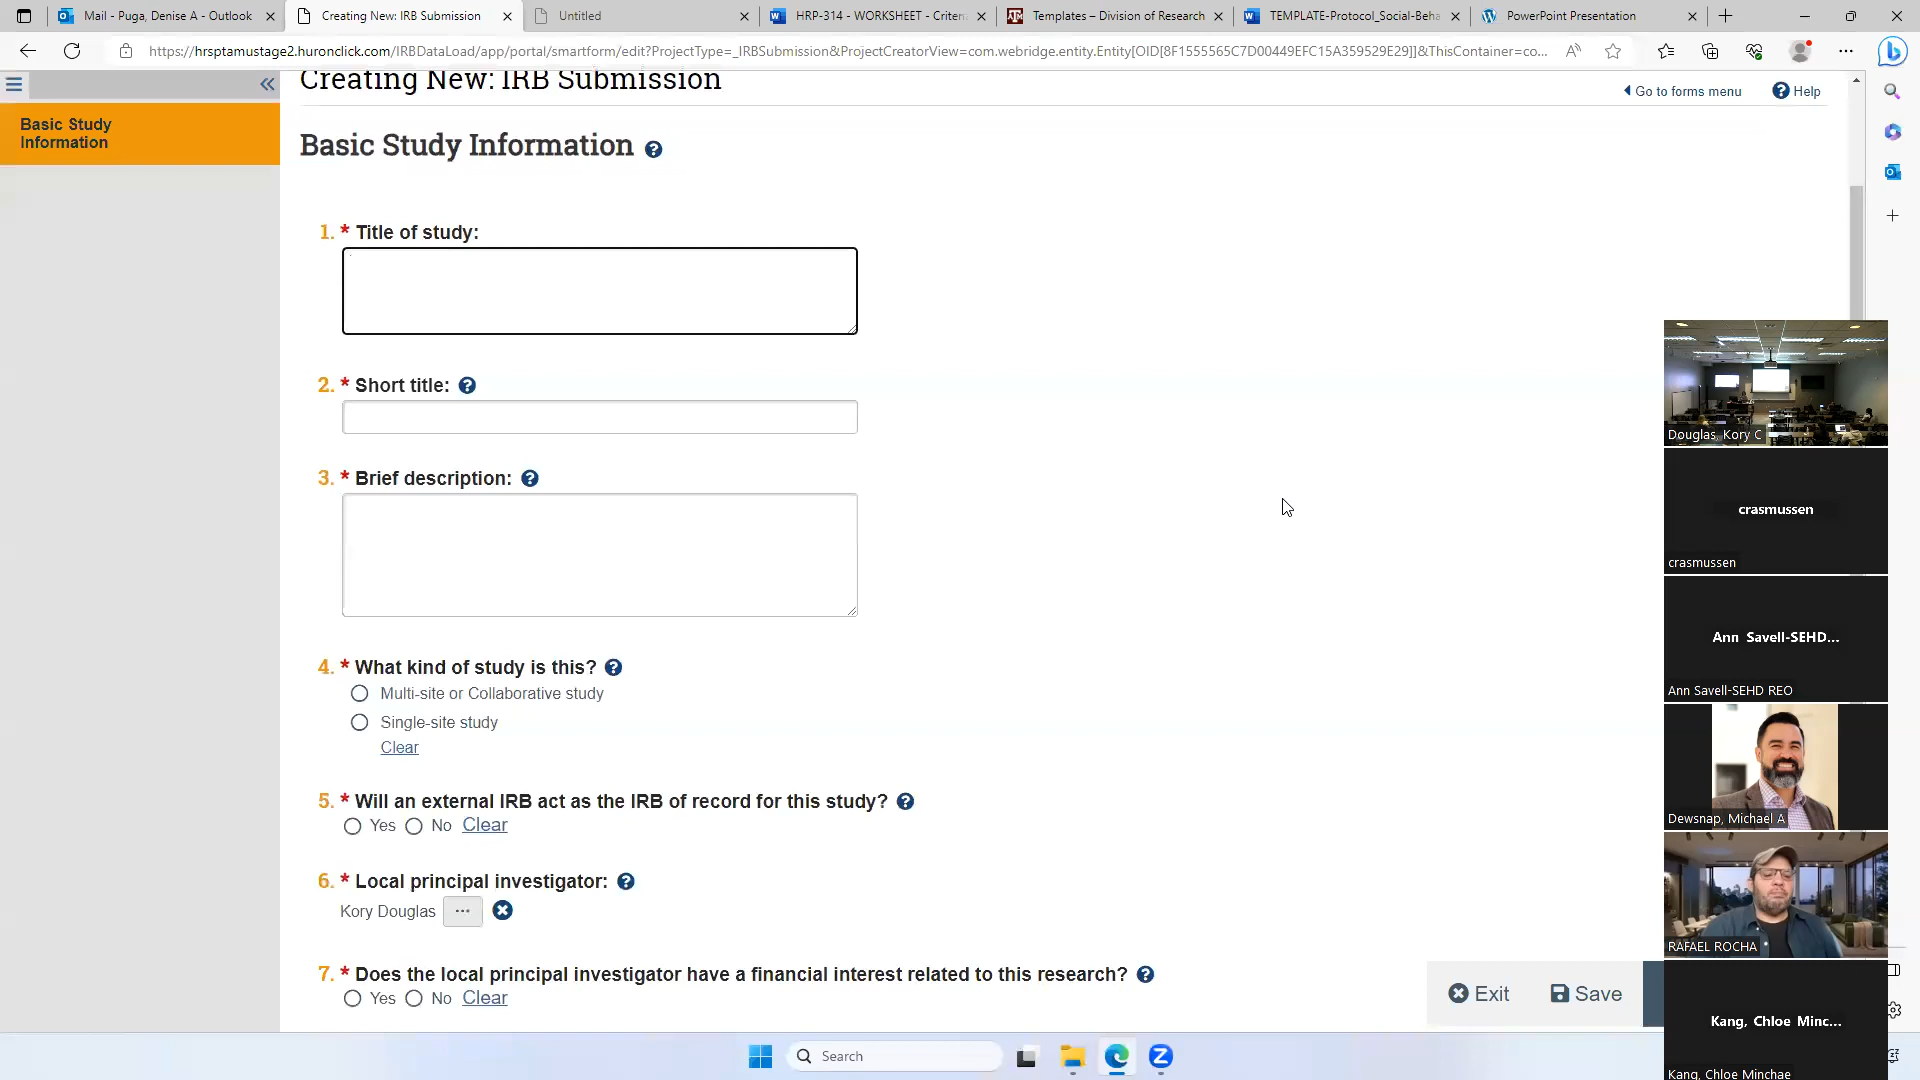 Mail - Puga, Denise A - Outlook
Creating New: IRB Submission
Untitled
HRP-314 - WORKSHEET - Criteri
Templates – Division of Research
TEMPLATE-Protocol_Social-Beha
PowerPoint Presentation
https://hrsptamustage2.huronclick.com/IRBDataLoad/app/portal/smartform/edit?ProjectType=_IRBSubmission&ProjectCreatorView=com.webridge.entity.Entity[OID[8F1555565C7D00449EFC15A359529E29]]&ThisContainer=co...
Creating New: IRB Submission
Go to forms menu
Help
Basic Study
Information
Basic Study Information
1. * Title of study:
2. * Short title:
3. * Brief description:
4. * What kind of study is this?
Multi-site or Collaborative study
Single-site study
Clear
5. * Will an external IRB act as the IRB of record for this study?
Yes No Clear
6. * Local principal investigator:
Kory Douglas ...
7. * Does the local principal investigator have a financial interest related to this research?
Yes No Clear
Exit
Save
Douglas, Kory C
crasmussen
crasmussen
Ann Savell-SEHD...
Ann Savell-SEHD REO
Dewsnap, Michael A
RAFAEL ROCHA
Kang, Chloe Minc...
Kang, Chloe Minchae
Search